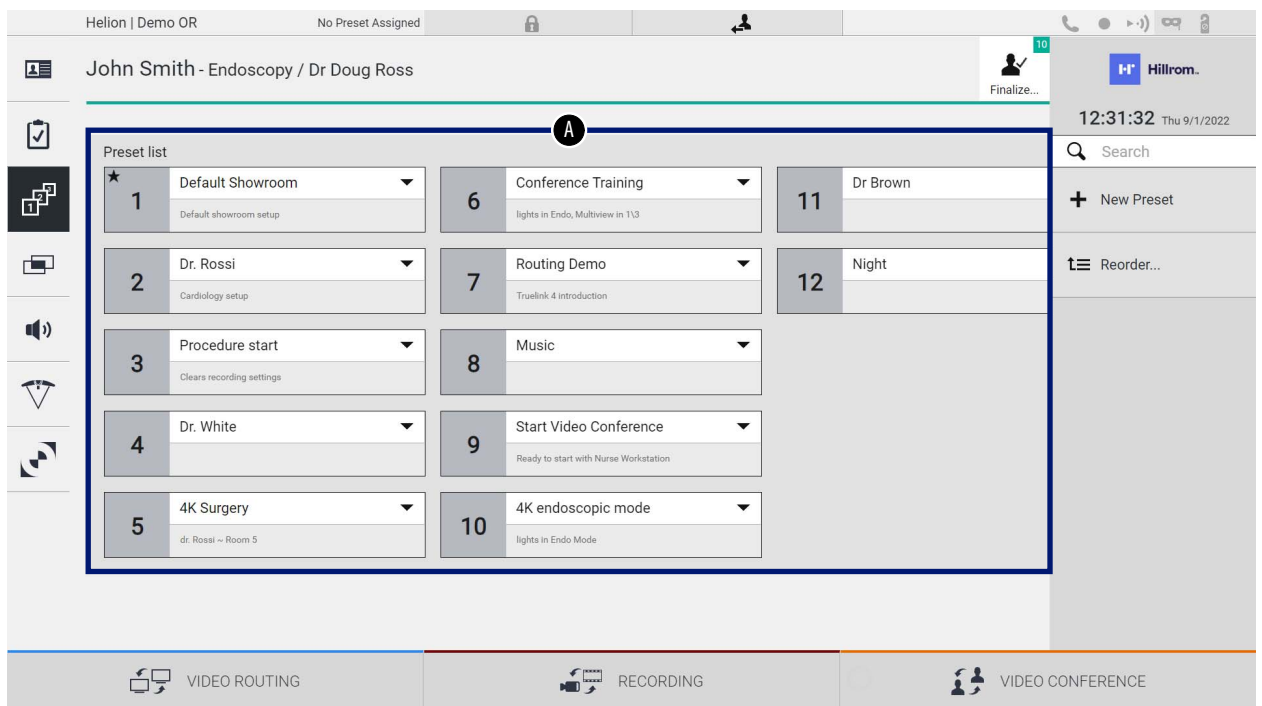 Helion | Demo OR No Preset Assigned
John Smith - Endoscopy / Dr Doug Ross
10
Finalize...
Hillrom™
12:31:32 Thu 9/1/2022
A
Search
New Preset
Reorder...
Preset list
1 Default Showroom
Default showroom setup
2 Dr. Rossi
Cardiology setup
3 Procedure start
Clears recording settings
4 Dr. White
5 4K Surgery
dr. Rossi ~ Room 5
6 Conference Training
lights in Endo, Multiview in 1\3
7 Routing Demo
Truelink 4 introduction
8 Music
9 Start Video Conference
Ready to start with Nurse Workstation
10 4K endoscopic mode
lights in Endo Mode
11 Dr Brown
12 Night
VIDEO ROUTING
RECORDING
VIDEO CONFERENCE